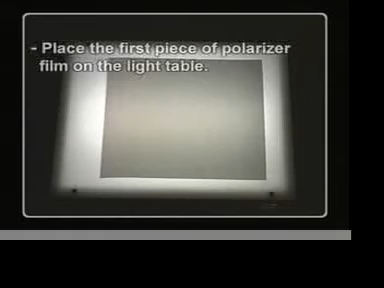 - Place the first piece of polarizer
film on the light table.